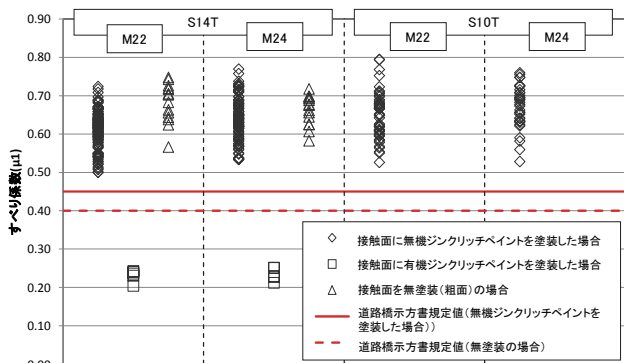 S14T
S10T
M22
M24
M22
M24
0.90
0.80
0.70
0.60
0.50
0.40
0.30
0.20
0.10
0.00
すべり係数(μ1)
接触面に無機ジンクリッチペイントを塗装した場合
接触面に有機ジンクリッチペイントを塗装した場合
接触面を無塗装(粗面)の場合
道路橋示方書規定値(無機ジンクリッチペイントを
塗装した場合))
道路橋示方書規定値(無塗装の場合)